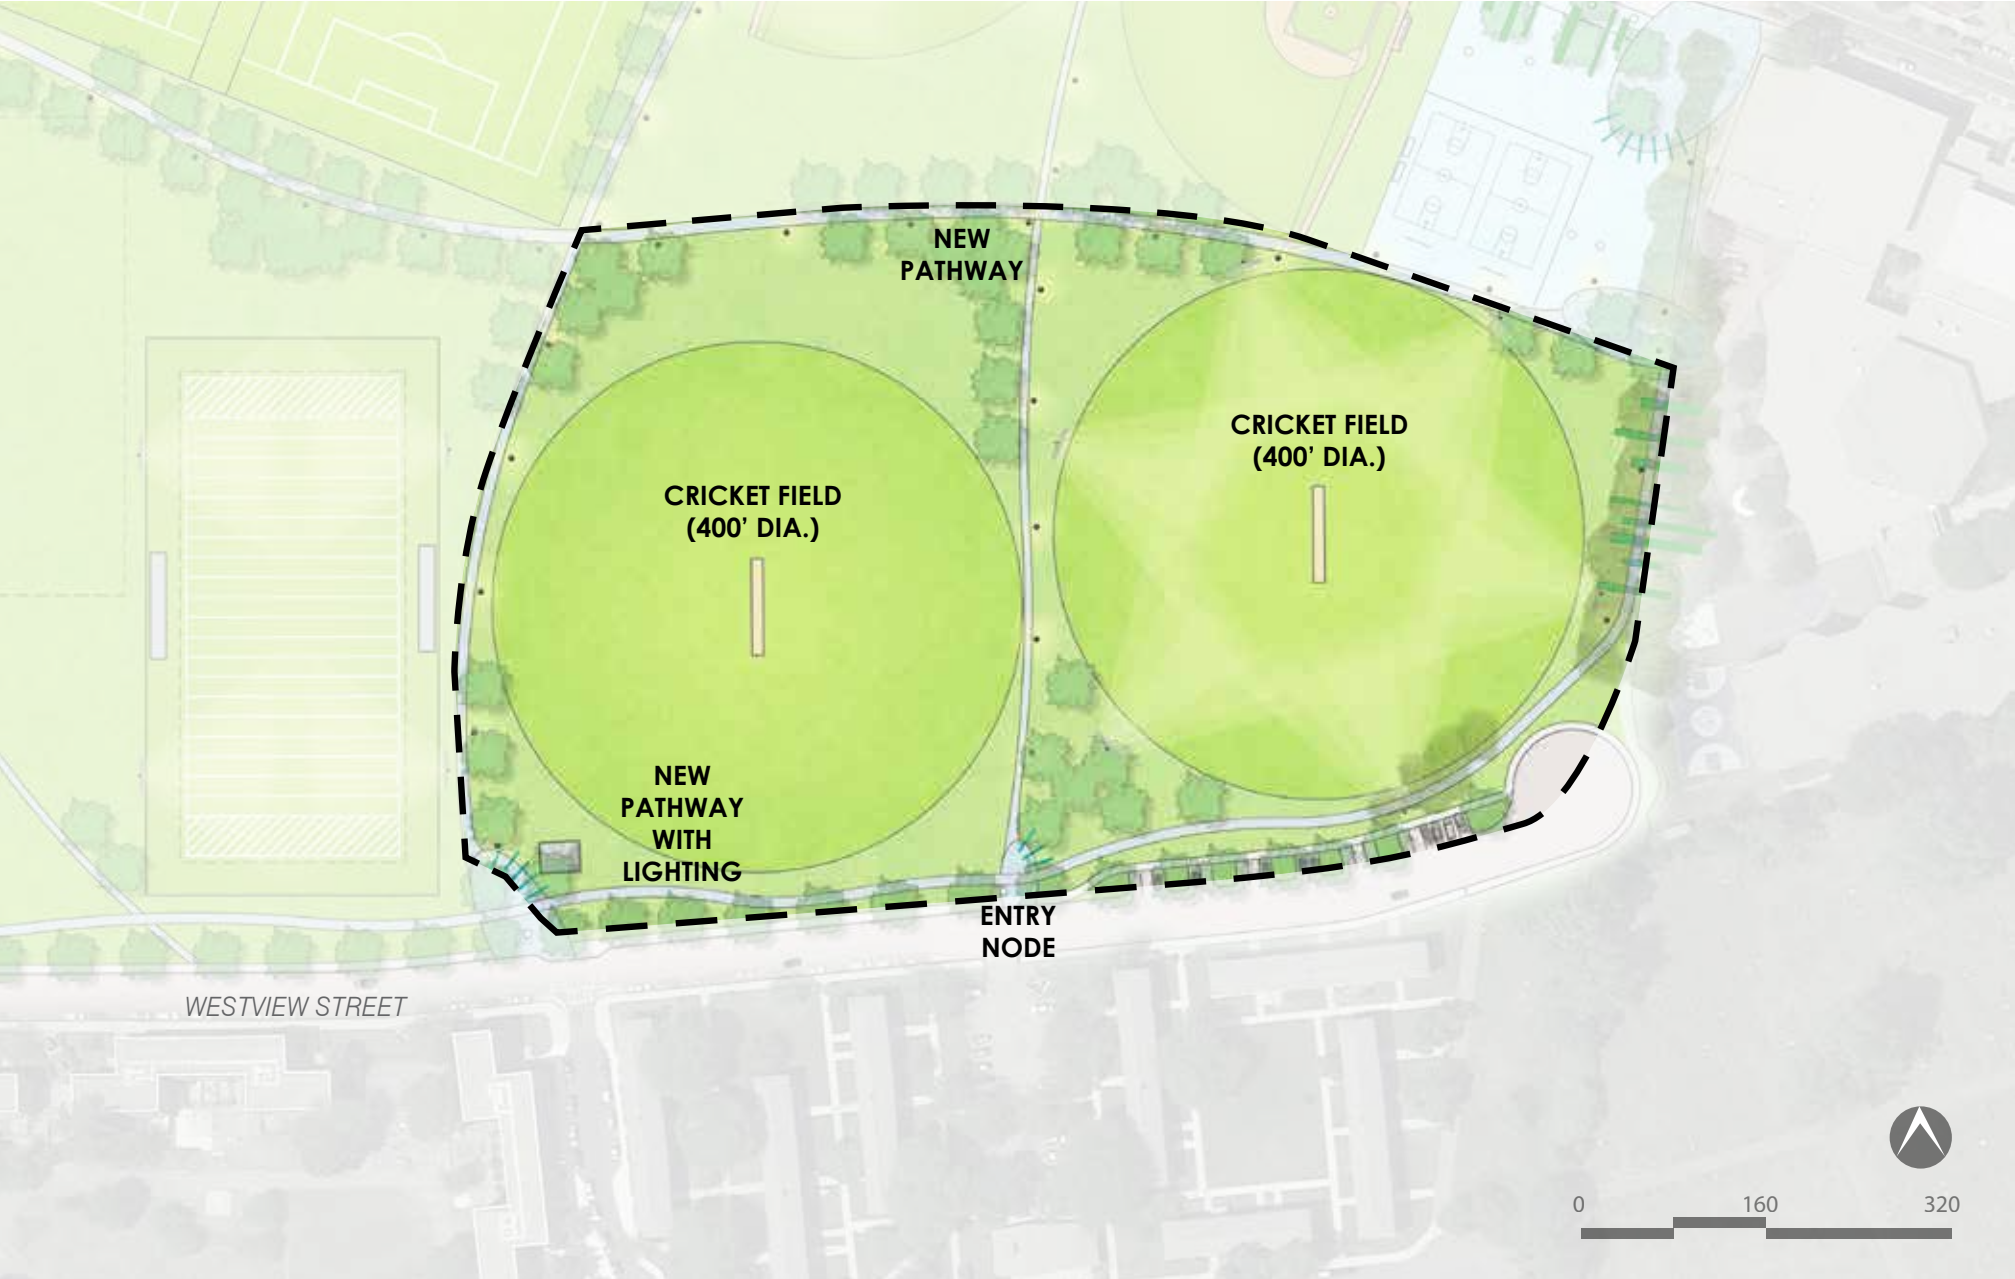 NEW
PATHWAY
CRICKET FIELD
(400’ DIA.)
CRICKET FIELD
(400’ DIA.)
NEW
PATHWAY
WITH
LIGHTING
ENTRY
NODE
WESTVIEW STREET
0 160 320